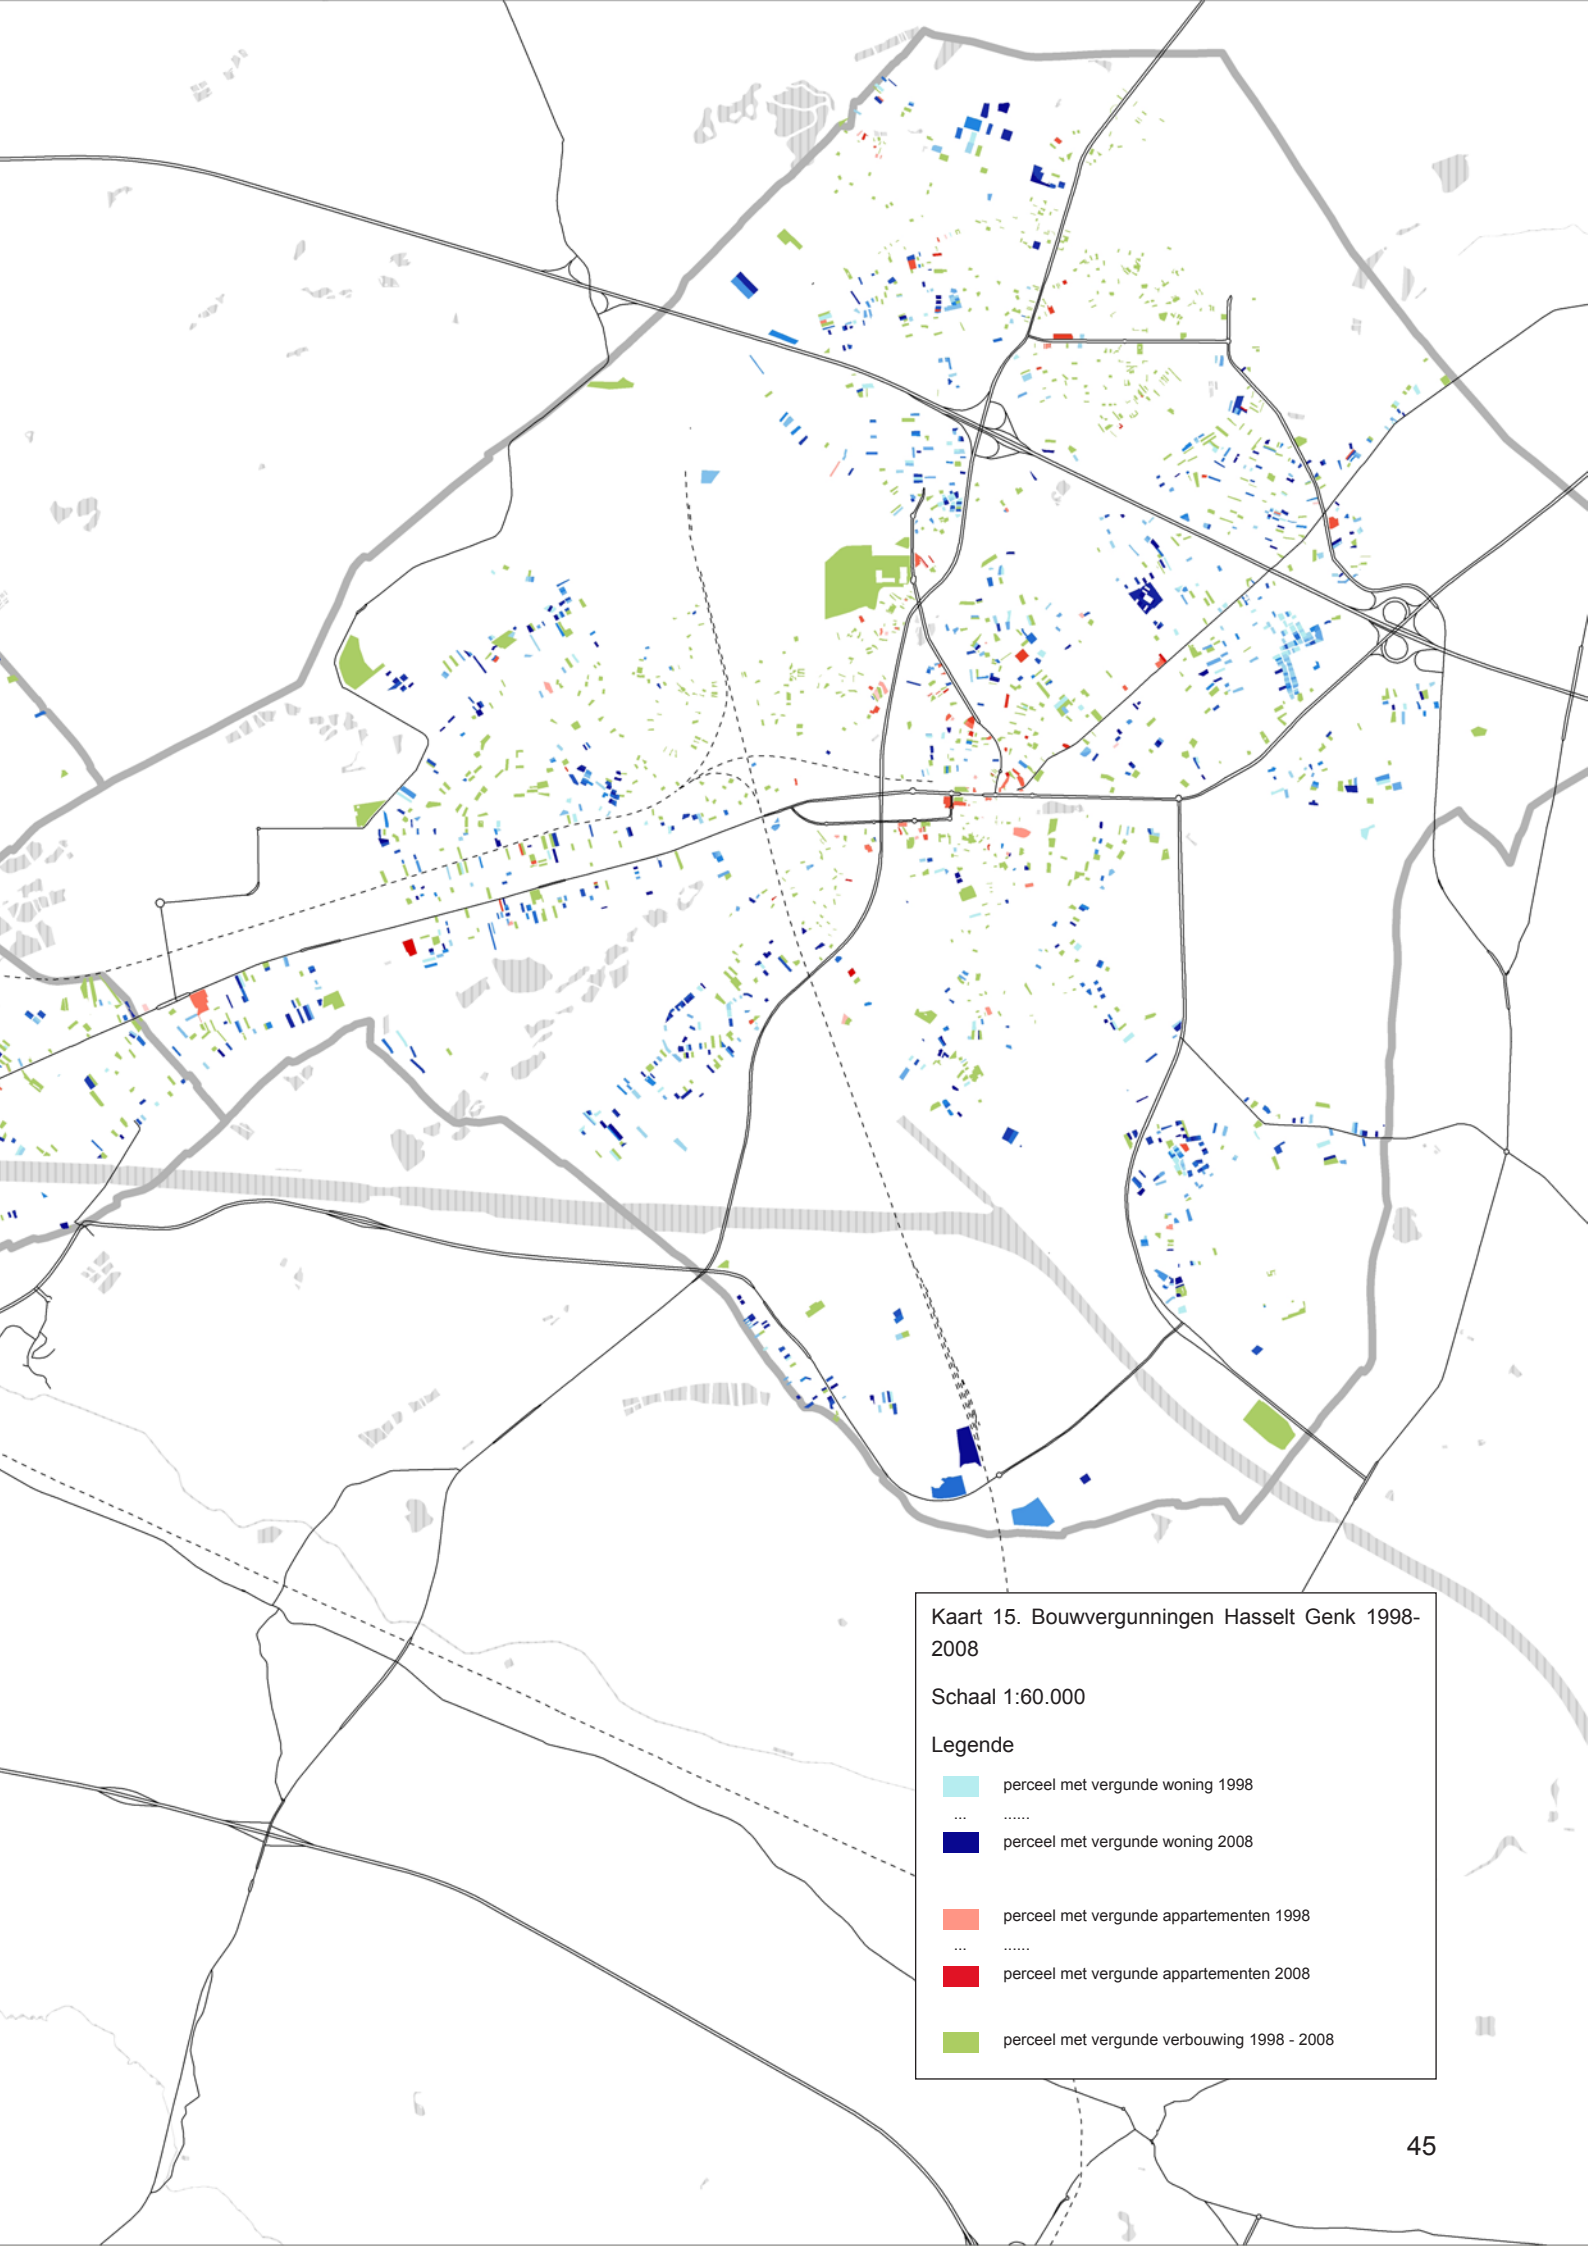 Kaart 15. Bouwvergunningen Hasselt Genk 1998-
2008
Schaal 1:60.000
Legende
perceel met vergunde woning 1998
... ......
perceel met vergunde woning 2008
perceel met vergunde appartementen 1998
... ......
perceel met vergunde appartementen 2008
perceel met vergunde verbouwing 1998 - 2008
45